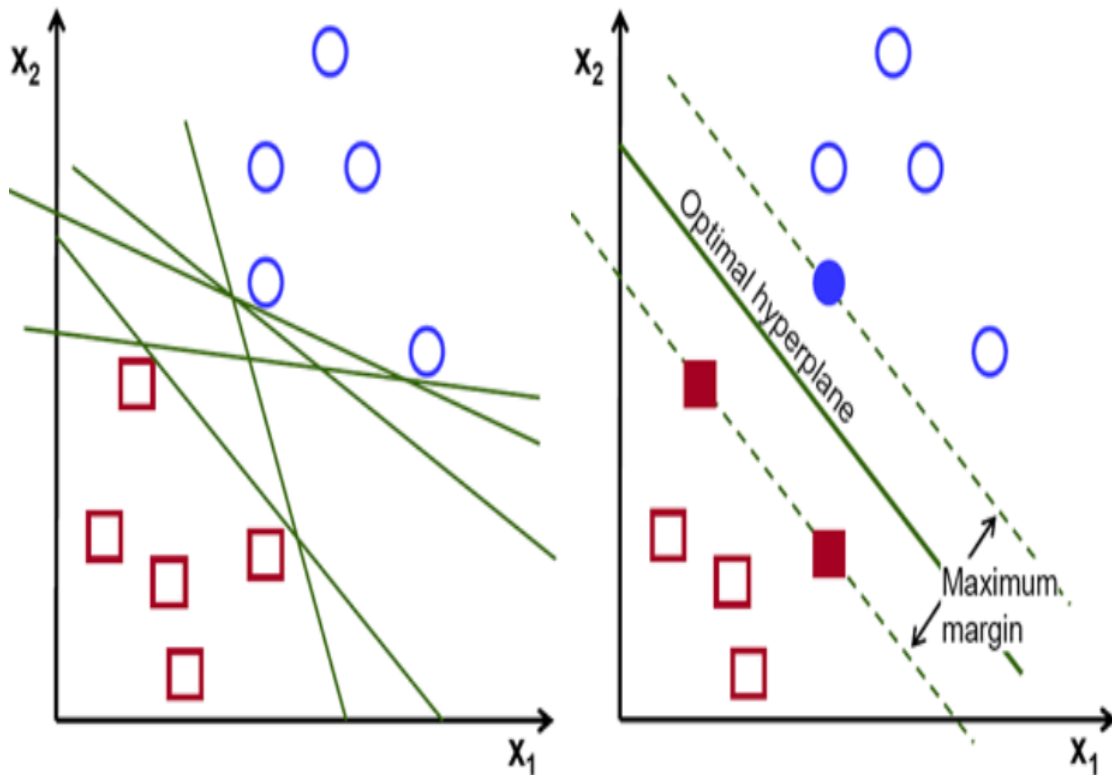 X₂
X₁
X₂
Optimal hyperplane
Maximum
margin
X₁